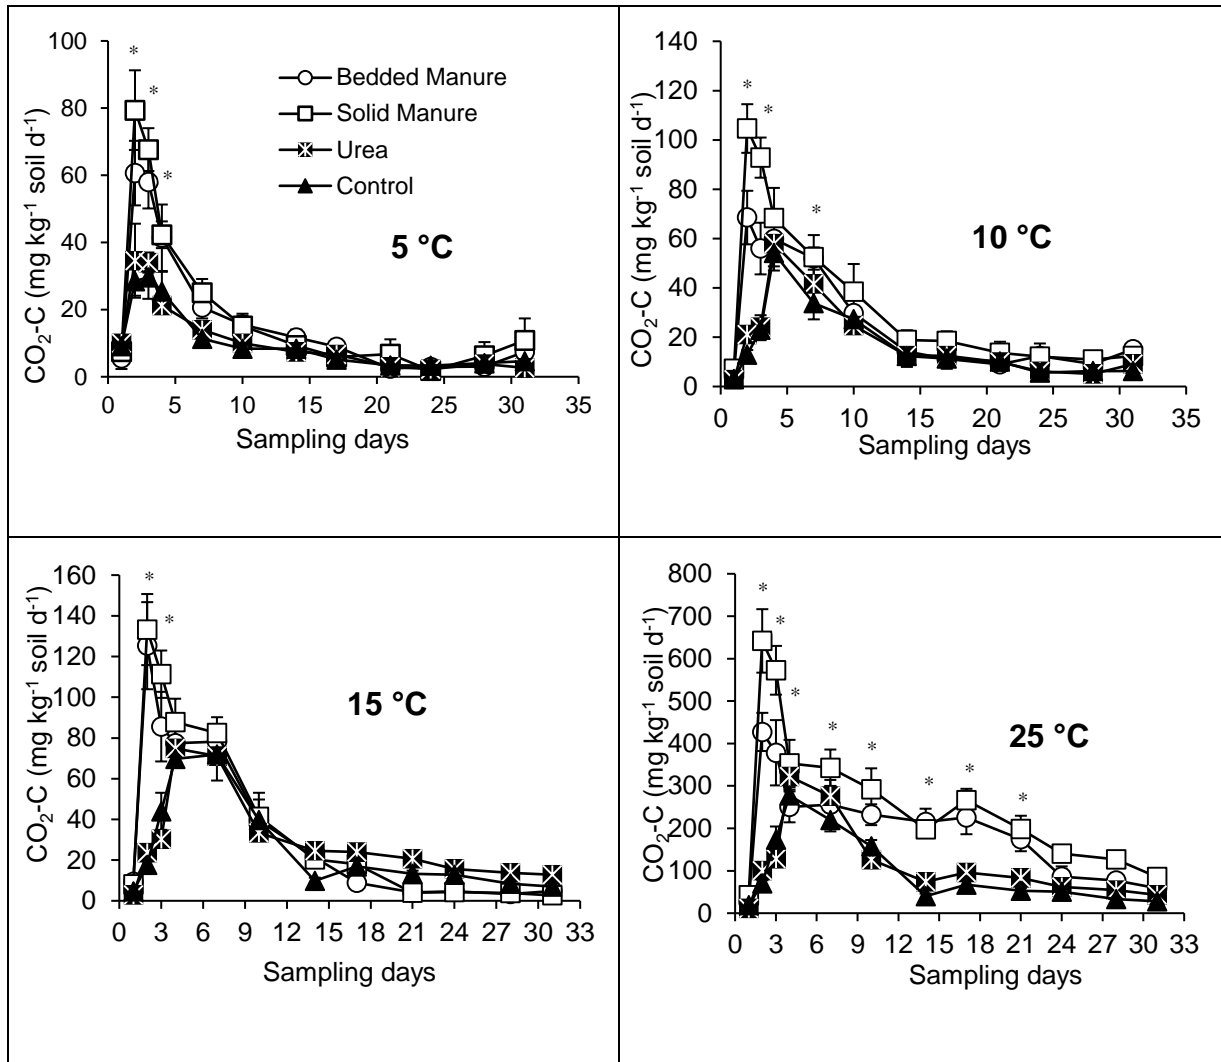 CO2-C (mg kg-1 soil d-1)
100
80
60
40
20
0
* * *
Bedded Manure
Solid Manure
Urea
Control
5 °C
0 5 10 15 20 25 30 35
Sampling days
CO2-C (mg kg-1 soil d-1)
140
120
100
80
60
40
20
0
* * *
10 °C
0 5 10 15 20 25 30 35
Sampling days
CO2-C (mg kg-1 soil d-1)
160
140
120
100
80
60
40
20
0
* *
15 °C
0 3 6 9 12 15 18 21 24 27 30 33
Sampling days
CO2-C (mg kg-1 soil d-1)
800
700
600
500
400
300
200
100
0
* * * * * * * *
25 °C
0 3 6 9 12 15 18 21 24 27 30 33
Sampling days